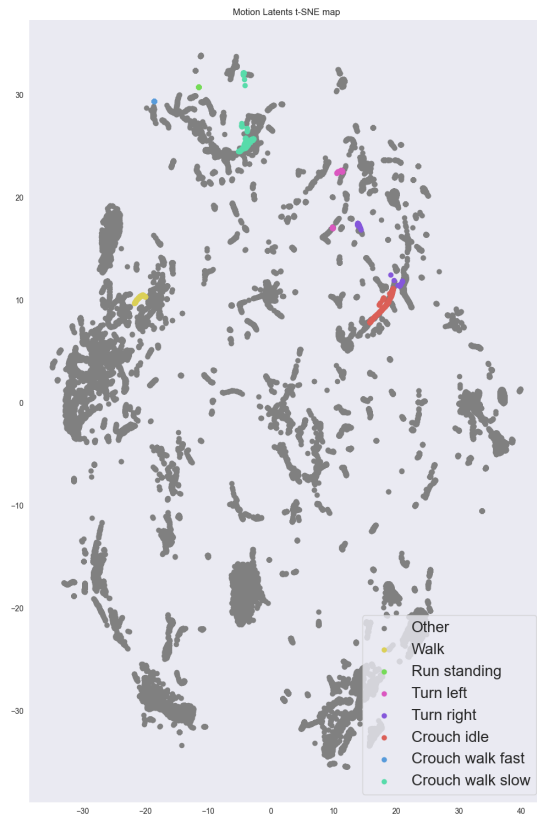 Motion Latents t-SNE map
30
20
10
0
−10
−20
−30
Other
Walk
Run standing
Turn left
Turn right
Crouch idle
Crouch walk fast
Crouch walk slow
−30 −20 −10 0 10 20 30 40